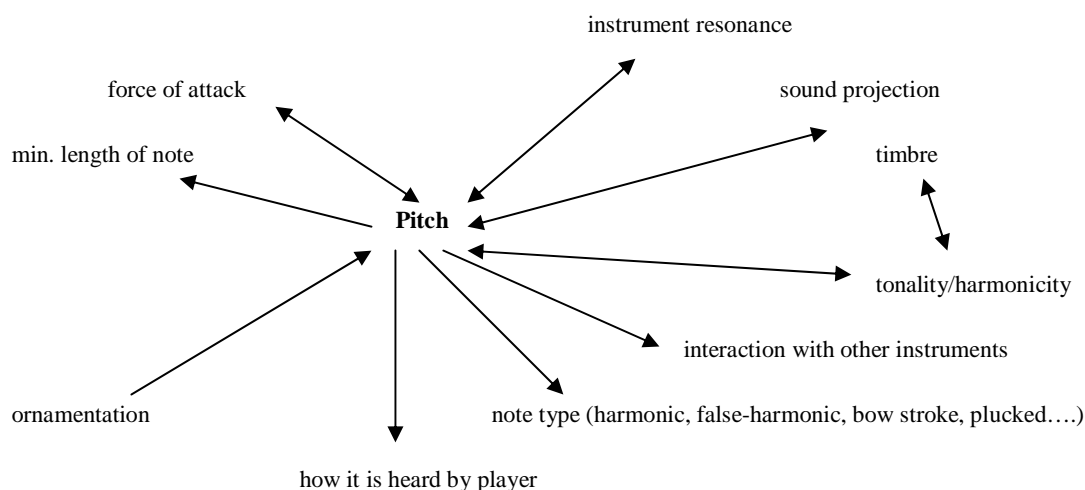 instrument resonance
force of attack
sound projection
min. length of note
timbre
Pitch
tonality/harmonicity
interaction with other instruments
ornamentation
note type (harmonic, false-harmonic, bow stroke, plucked….)
how it is heard by player